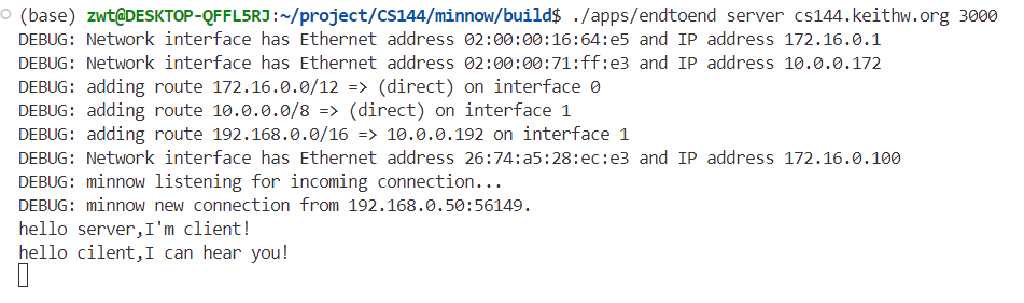 (base) zwt@DESKTOP-QFFL5RJ:~/project/CS144/minnow/build$ ./apps/endtoend server cs144.keithw.org 3000
DEBUG: Network interface has Ethernet address 02:00:00:16:64:e5 and IP address 172.16.0.1
DEBUG: Network interface has Ethernet address 02:00:00:71:ff:e3 and IP address 10.0.0.172
DEBUG: adding route 172.16.0.0/12 => (direct) on interface 0
DEBUG: adding route 10.0.0.0/8 => (direct) on interface 1
DEBUG: adding route 192.168.0.0/16 => 10.0.0.192 on interface 1
DEBUG: Network interface has Ethernet address 26:74:a5:28:ec:e3 and IP address 172.16.0.100
DEBUG: minnow listening for incoming connection...
DEBUG: minnow new connection from 192.168.0.50:56149.
hello server,I'm client!
hello cilent,I can hear you!